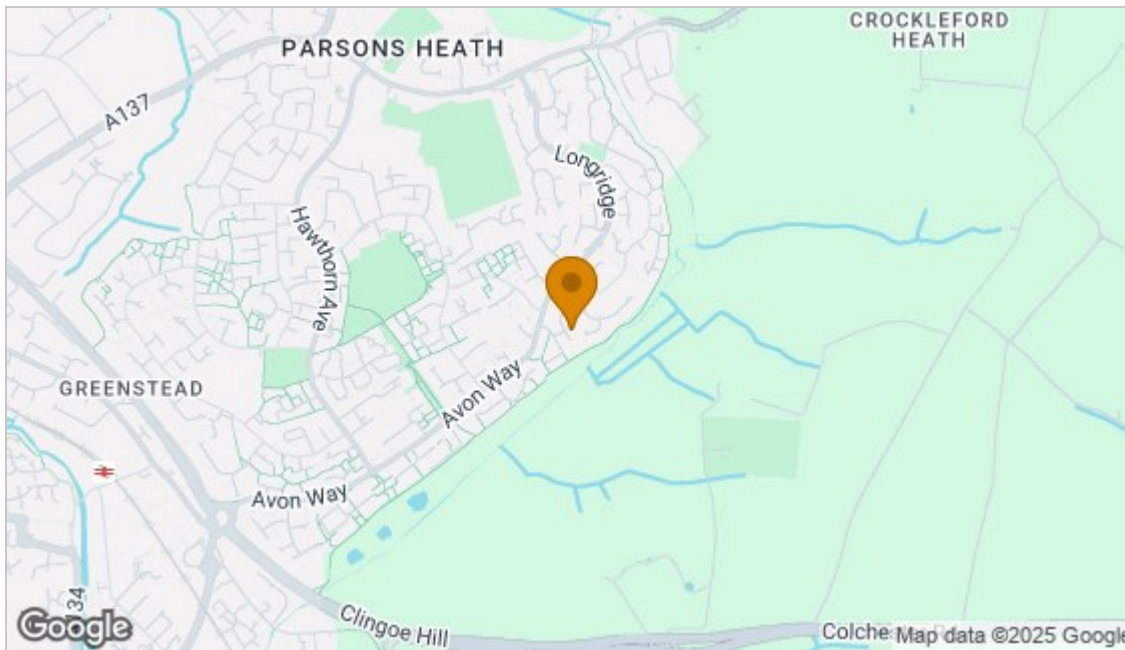 CROCKLEFORD
HEATH
PARSONS HEATH
A137
Longridge
Hawthorn Ave
GREENSTEAD
Avon Way
Avon Way
Clingoe Hill
Google
Colche
Map data ©2025 Google